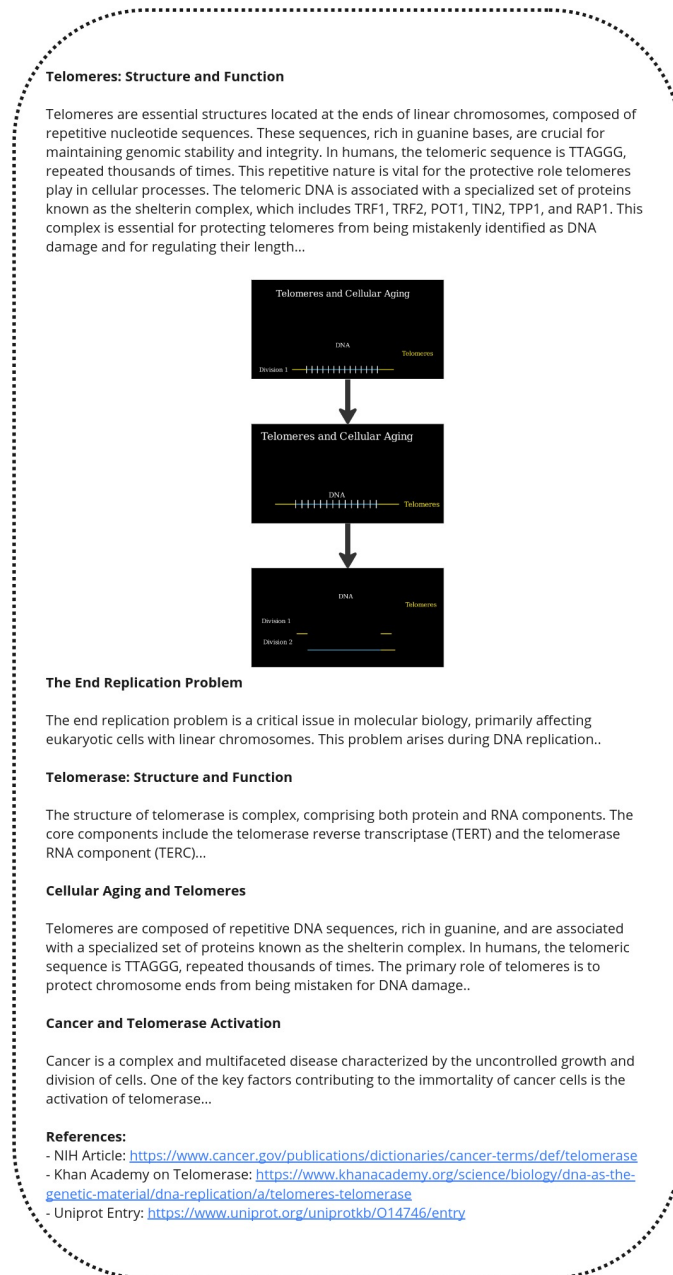 Telomeres: Structure and Function
Telomeres are essential structures located at the ends of linear chromosomes, composed of
repetitive nucleotide sequences. These sequences, rich in guanine bases, are crucial for
maintaining genomic stability and integrity. In humans, the telomeric sequence is TTAGGG,
repeated thousands of times. This repetitive nature is vital for the protective role telomeres
play in cellular processes. The telomeric DNA is associated with a specialized set of proteins
known as the shelterin complex, which includes TRF1, TRF2, POT1, TIN2, TPP1, and RAP1. This
complex is essential for protecting telomeres from being mistakenly identified as DNA
damage and for regulating their length...
Telomeres and Cellular Aging
DNA
Telomeres
Division 1
Telomeres and Cellular Aging
DNA
Telomeres
DNA
Telomeres
Division 1
Division 2
The End Replication Problem
The end replication problem is a critical issue in molecular biology, primarily affecting
eukaryotic cells with linear chromosomes. This problem arises during DNA replication..
Telomerase: Structure and Function
The structure of telomerase is complex, comprising both protein and RNA components. The
core components include the telomerase reverse transcriptase (TERT) and the telomerase
RNA component (TERC)...
Cellular Aging and Telomeres
Telomeres are composed of repetitive DNA sequences, rich in guanine, and are associated
with a specialized set of proteins known as the shelterin complex. In humans, the telomeric
sequence is TTAGGG, repeated thousands of times. The primary role of telomeres is to
protect chromosome ends from being mistaken for DNA damage..
Cancer and Telomerase Activation
Cancer is a complex and multifaceted disease characterized by the uncontrolled growth and
division of cells. One of the key factors contributing to the immortality of cancer cells is the
activation of telomerase...
References:
- NIH Article: https://www.cancer.gov/publications/dictionaries/cancer-terms/def/telomerase
- Khan Academy on Telomerase: https://www.khanacademy.org/science/biology/dna-as-the-
genetic-material/dna-replication/a/telomeres-telomerase
- Uniprot Entry: https://www.uniprot.org/uniprotkb/O14746/entry